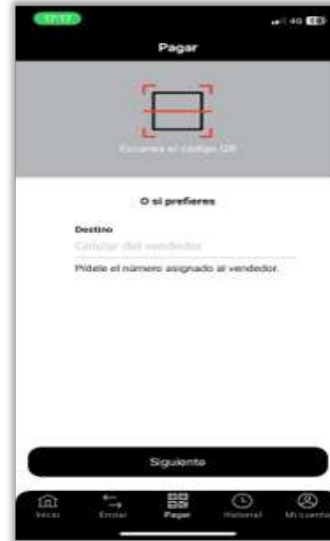 17:17
4G
Pagar
Escanea el código QR
O si prefieres
Destino
Celular del vendedor
Pídele el número asignado al vendedor.
Siguiente
Inicio Enviar Pagar Historial Mi cuenta